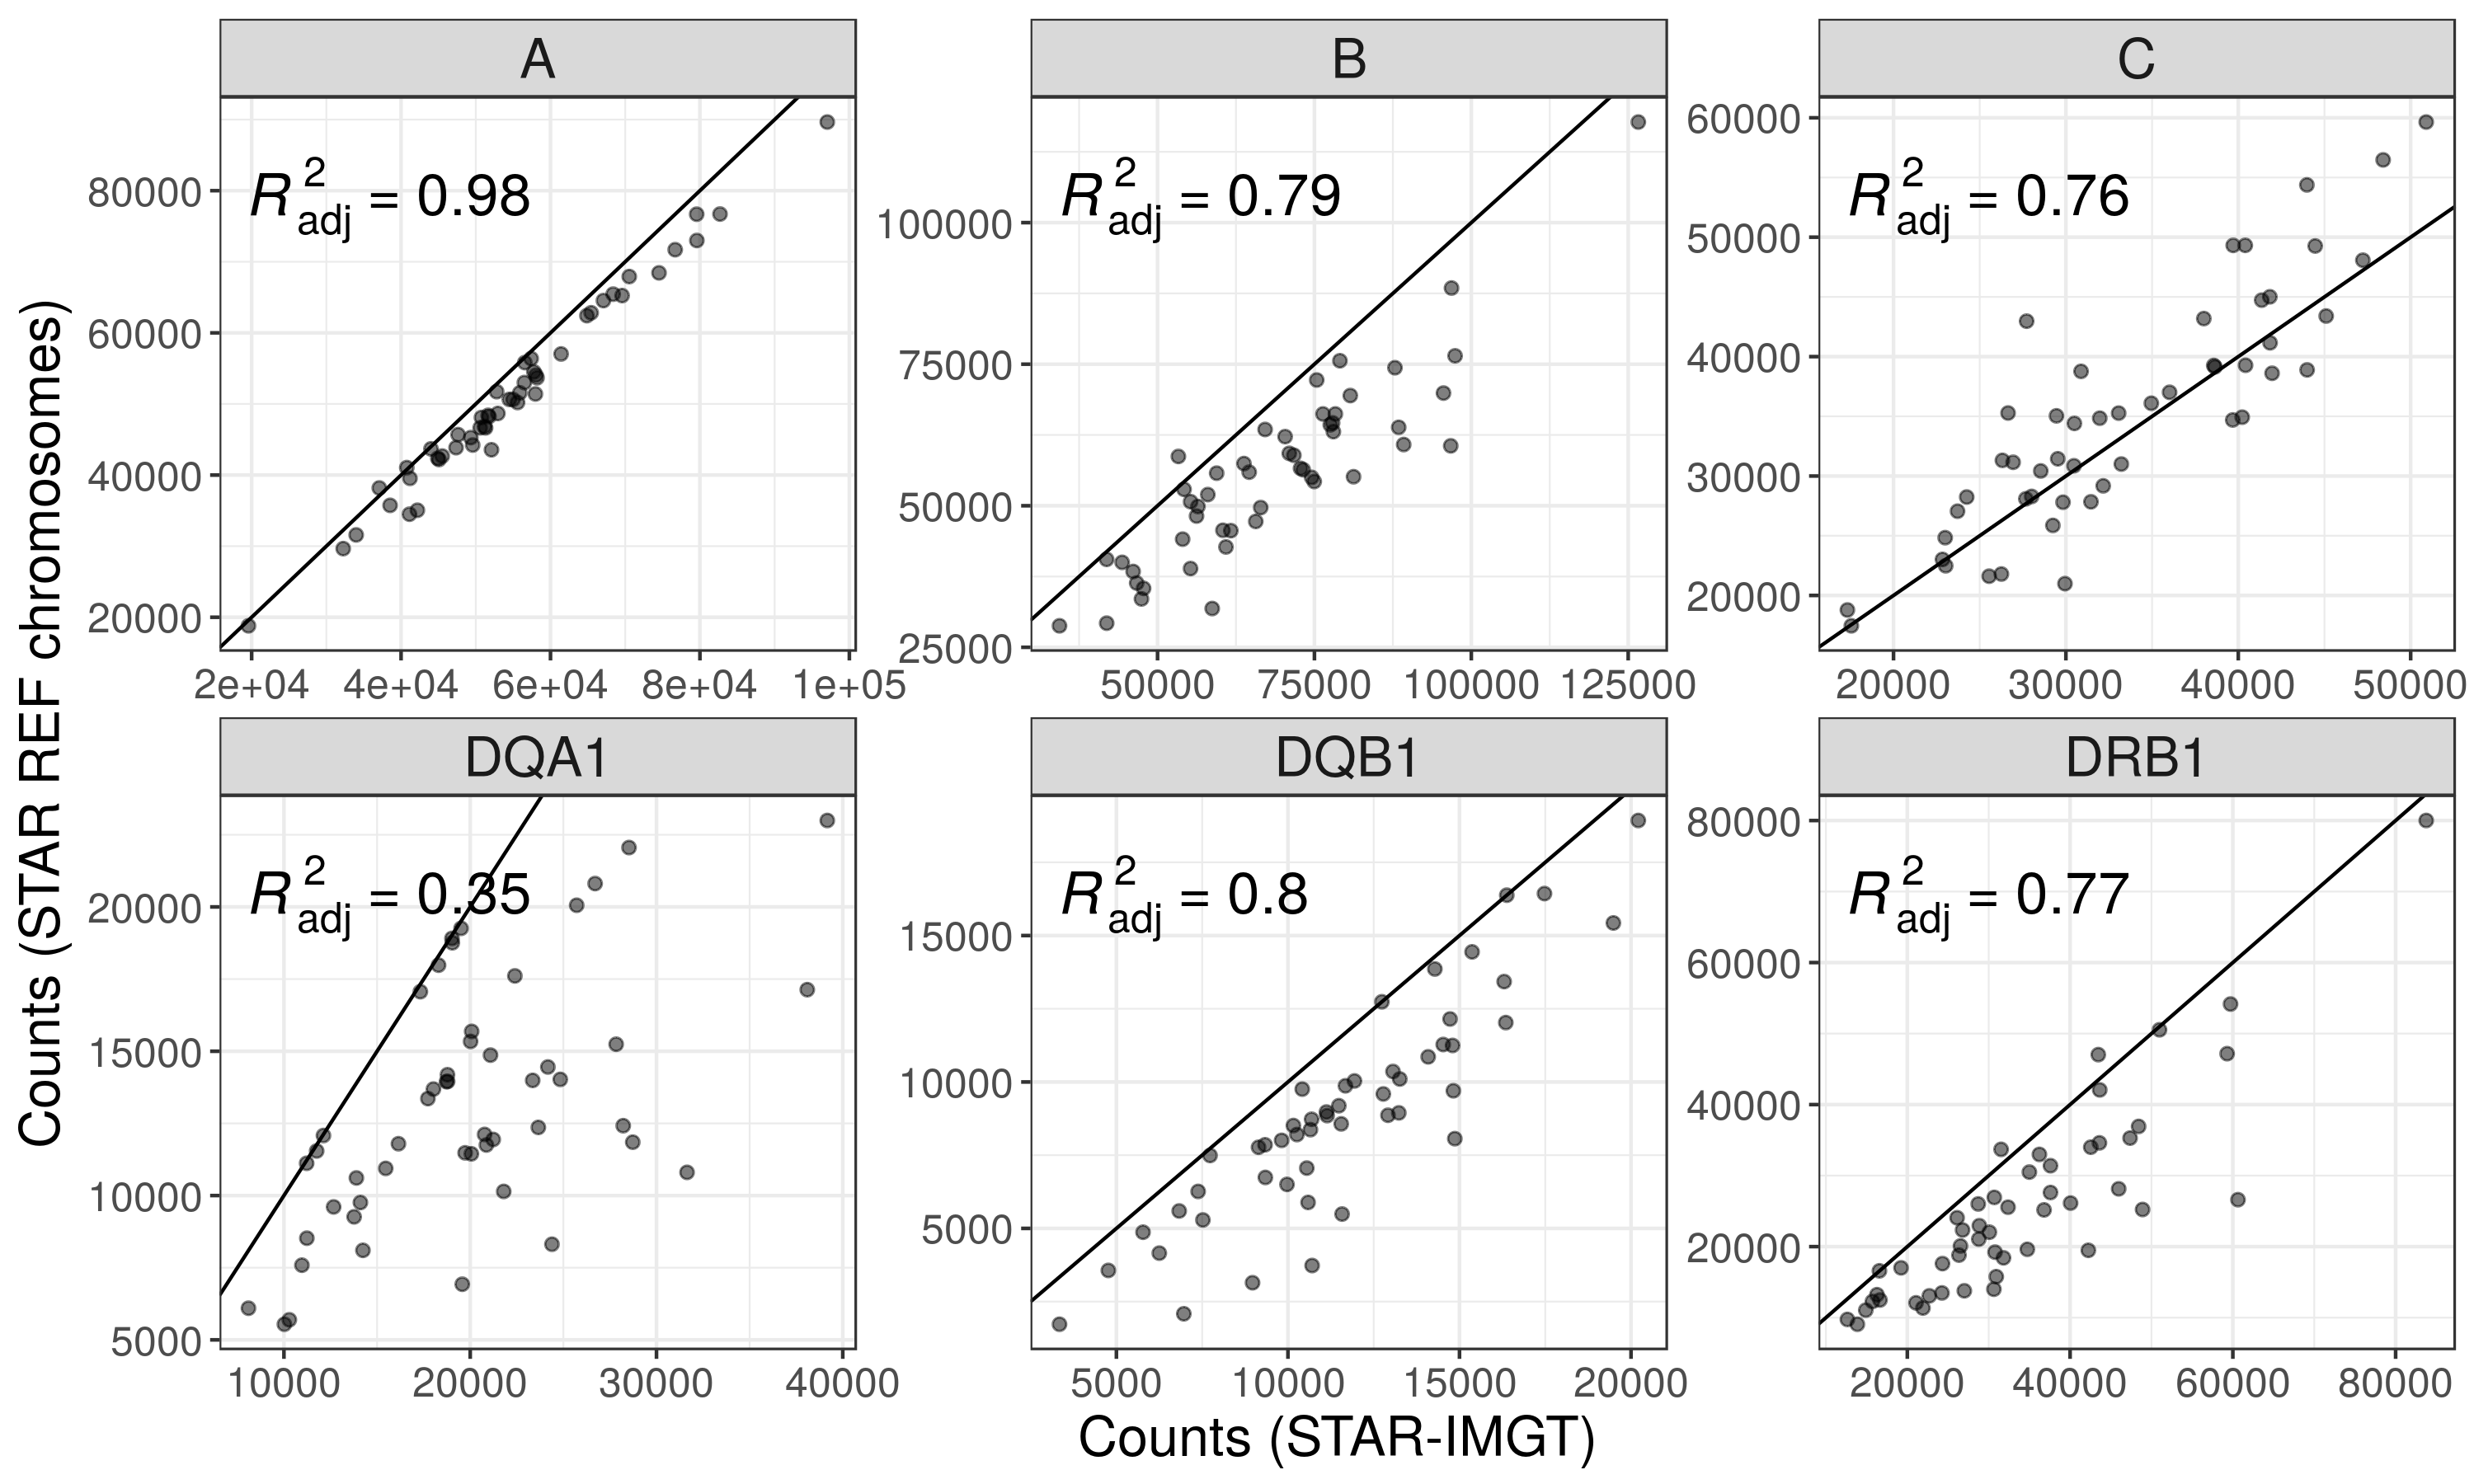 A
B
C
R²adj = 0.98
R²adj = 0.79
R²adj = 0.76
80000
60000
40000
20000
100000
75000
50000
25000
60000
50000
40000
30000
20000
2e+04 4e+04 6e+04 8e+04 1e+05
50000 75000 100000 125000
20000 30000 40000 50000
DQA1
DQB1
DRB1
R²adj = 0.35
R²adj = 0.8
R²adj = 0.77
20000
15000
10000
5000
15000
10000
5000
80000
60000
40000
20000
10000 20000 30000 40000
5000 10000 15000 20000
20000 40000 60000 80000
Counts (STAR REF chromosomes)
Counts (STAR-IMGT)